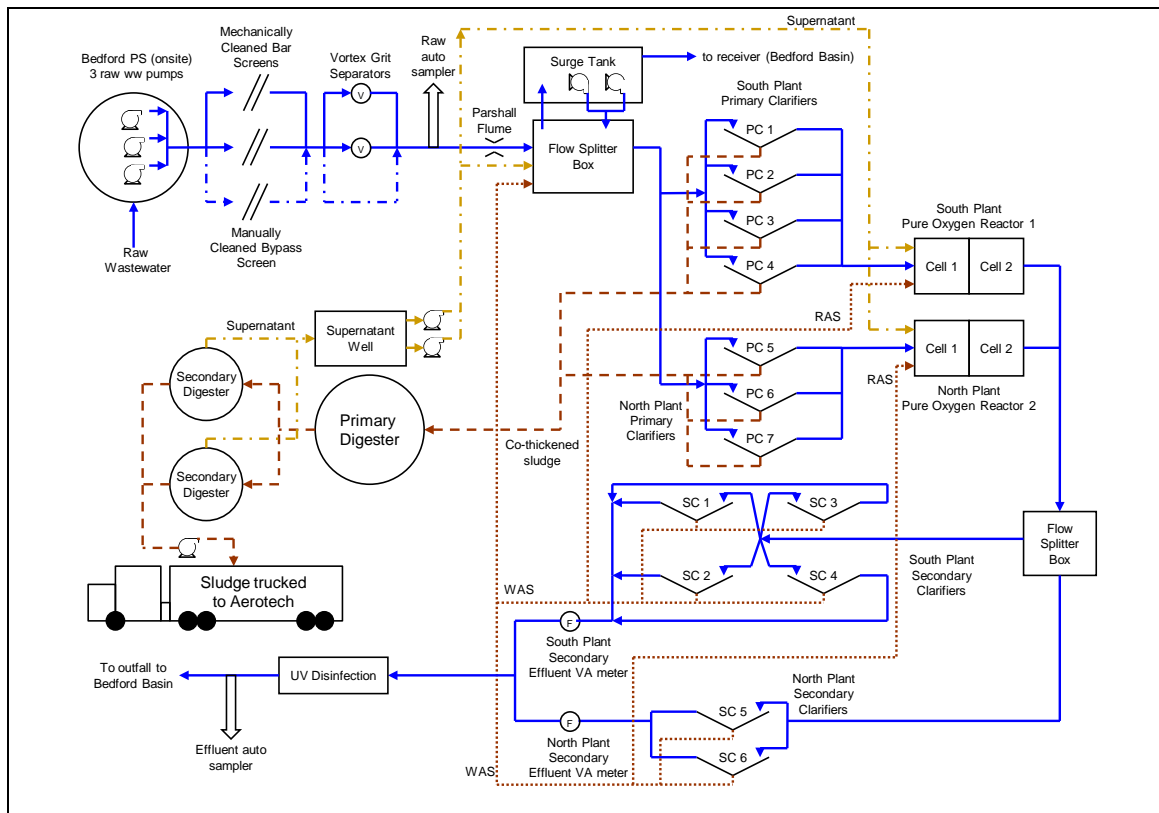 Supernatant
Mechanically
Cleaned Bar
Screens
Bedford PS (onsite)
3 raw ww pumps
Vortex Grit
Separators
Raw
auto
sampler
Surge Tank
to receiver (Bedford Basin)
South Plant
Primary Clarifiers
V
V
Parshall
Flume
Flow Splitter
Box
PC 1
PC 2
PC 3
PC 4
Manually
Cleaned Bypass
Screen
Raw
Wastewater
South Plant
Pure Oxygen Reactor 1
Cell 1
Cell 2
RAS
Supernatant
Supernatant
Well
Cell 1
Cell 2
RAS
North Plant
Pure Oxygen Reactor 2
PC 5
PC 6
PC 7
North Plant
Primary
Clarifiers
Secondary
Digester
Primary
Digester
Co-thickened
sludge
Secondary
Digester
SC 1
SC 3
SC 2
SC 4
Flow
Splitter
Box
South Plant
Secondary
Clarifiers
WAS
Sludge trucked
to Aerotech
F
South Plant
Secondary
Effluent VA meter
To outfall to
Bedford Basin
UV Disinfection
North Plant
Secondary
Clarifiers
F
SC 5
SC 6
North Plant
Secondary
Effluent VA meter
Effluent auto
sampler
WAS